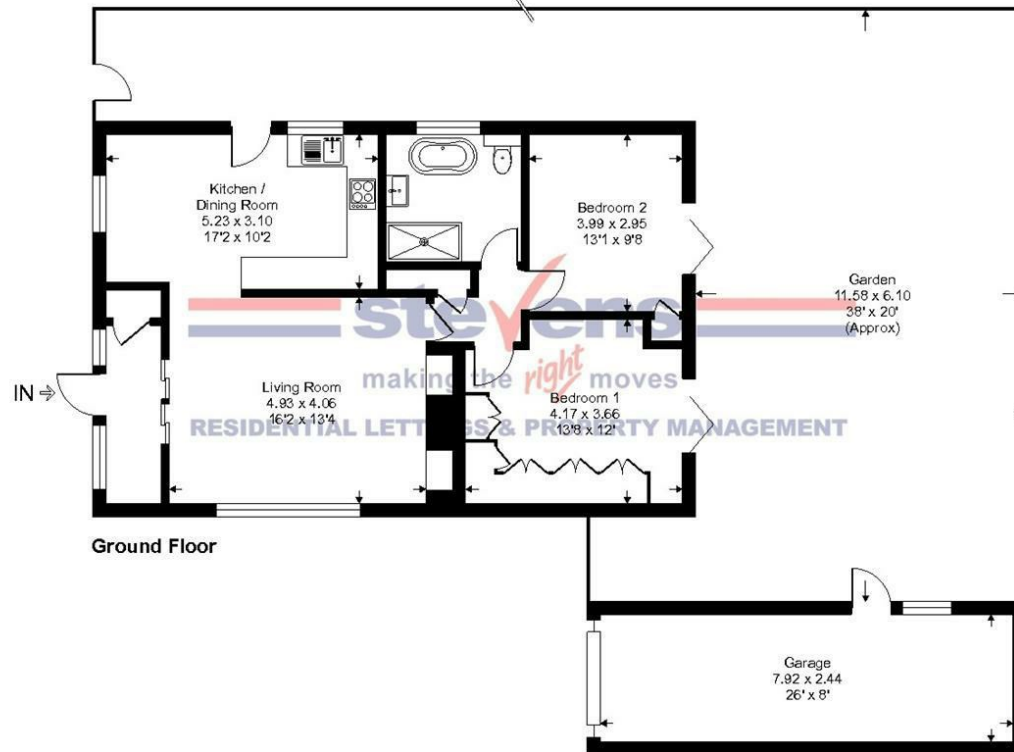 Kitchen /
Dining Room
5.23 x 3.10
17'2 x 10'2
Bedroom 2
3.99 x 2.95
13'1 x 9'8
Garden
11.58 x 6.10
38' x 20'
(Approx)
stevens
making the right moves
RESIDENTIAL LETTINGS & PROPERTY MANAGEMENT
IN
Living Room
4.93 x 4.06
16'2 x 13'4
Bedroom 1
4.17 x 3.66
13'8 x 12'
Ground Floor
Garage
7.92 x 2.44
26' x 8'